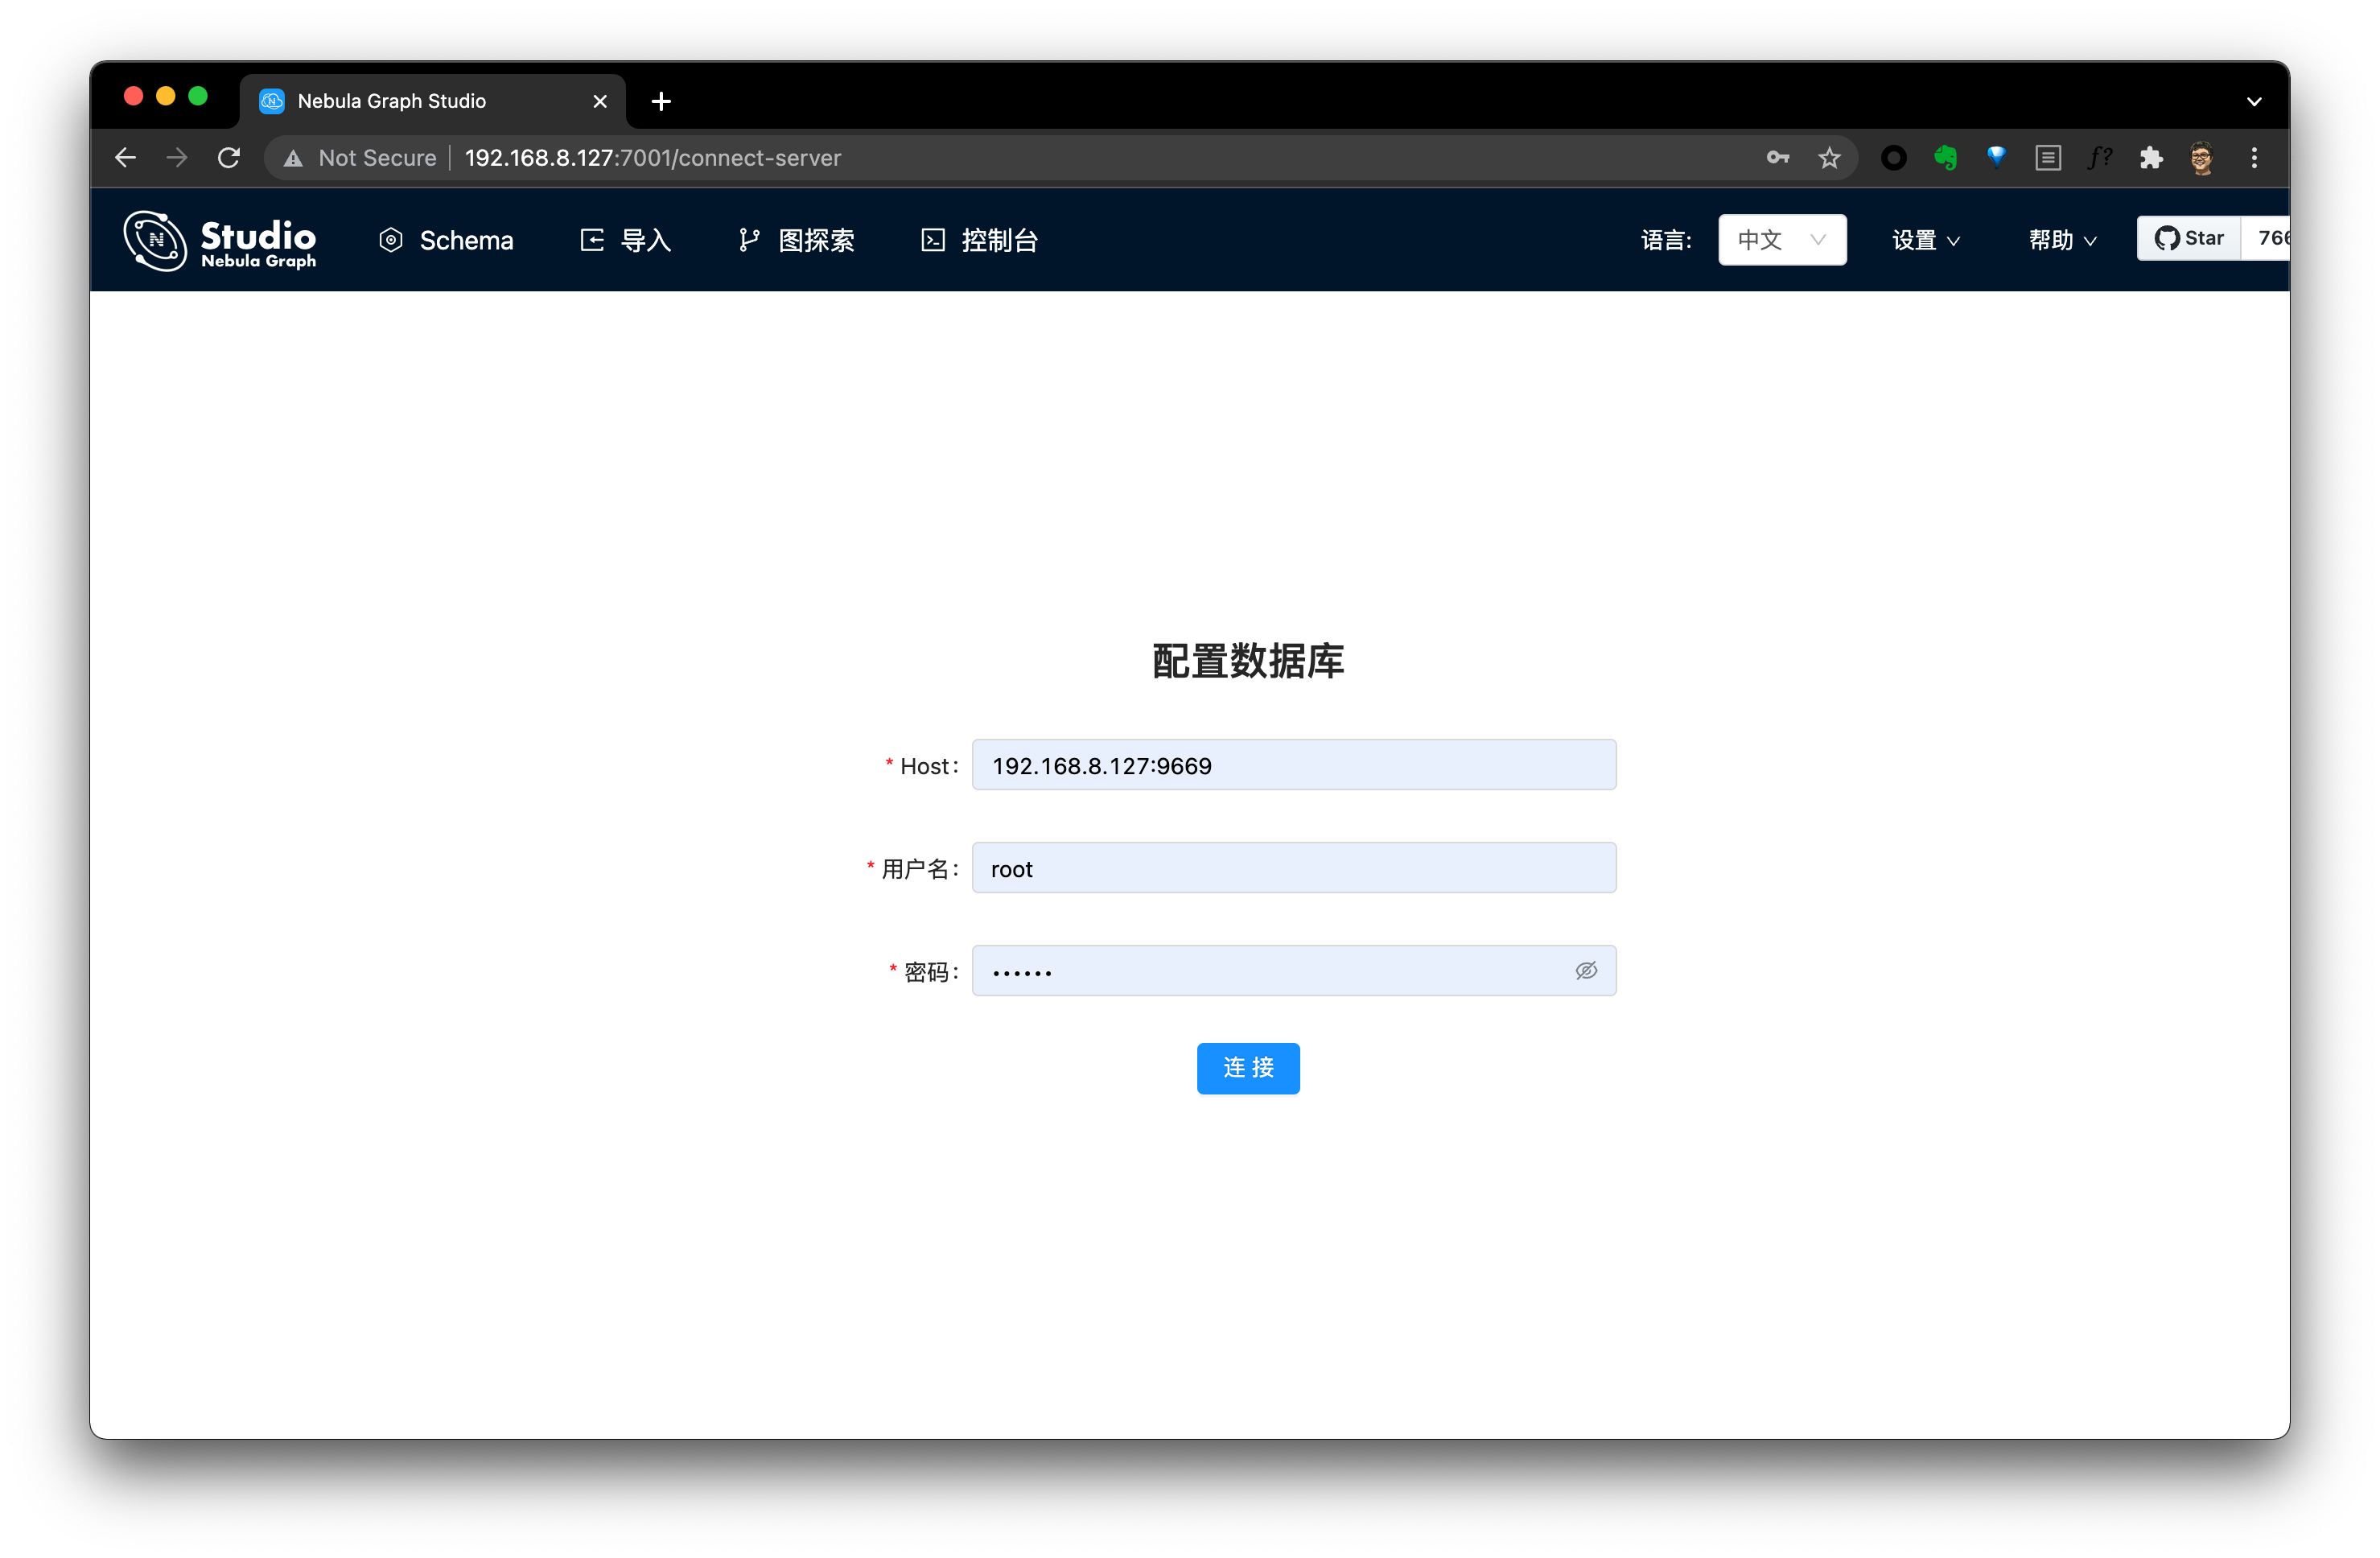 Nebula Graph Studio
Not Secure | 192.168.8.127:7001/connect-server
f?
N
Studio
Nebula Graph
Schema
导入
图探索
控制台
语言:
中文
设置
帮助
Star
766
配置数据库
* Host:
192.168.8.127:9669
* 用户名:
root
* 密码:
••••••
连 接